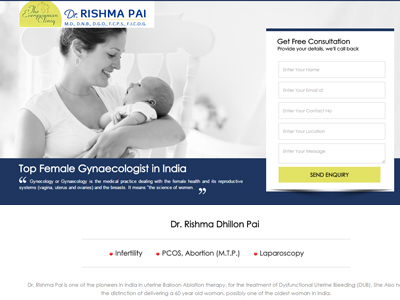 The
Everywoman
Clinic
Dr. RISHMA PAI
M.D., D.N.B., D.G.O., F.C.P.S., F.I.C.O.G.
Get Free Consultation
Provide your details, we'll call back
Enter Your Name
Enter Your Email id
Enter Your Contact No
Enter Your Location
Enter Your Message
SEND ENQUIRY
Top Female Gynaecologist in India
“ Gynecology or Gynaecology is the medical practice dealing with the female health and its reproductive
systems (vagina, uterus and ovaries) and the breasts. It means "the science of women. ”
Dr. Rishma Dhillon Pai
Infertility PCOS, Abortion (M.T.P.) Laparoscopy
Dr. Rishma Pai is one of the pioneers in India in uterine Balloon Ablation therapy, for the treatment of Dysfunctional Uterine Bleeding (DUB). She Also h
the distinction of delivering a 60 year old woman; possibly one of the oldest woman in India.